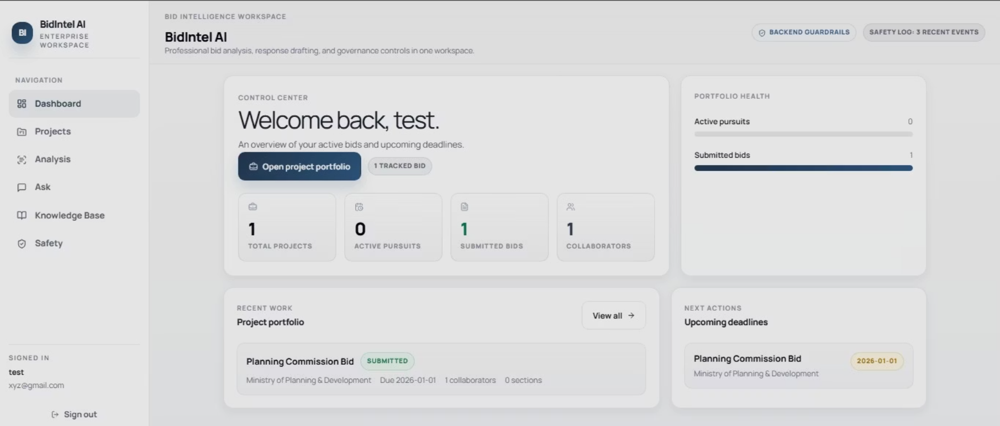 BI
BidIntel AI
ENTERPRISE
WORKSPACE
NAVIGATION
Dashboard
Projects
Analysis
Ask
Knowledge Base
Safety
SIGNED IN
test
xyz@gmail.com
Sign out
BID INTELLIGENCE WORKSPACE
BidIntel AI
Professional bid analysis, response drafting, and governance controls in one workspace.
BACKEND GUARDRAILS
SAFETY LOG: 3 RECENT EVENTS
CONTROL CENTER
Welcome back, test.
An overview of your active bids and upcoming deadlines.
Open project portfolio
1 TRACKED BID
1
TOTAL PROJECTS
0
ACTIVE PURSUITS
1
SUBMITTED BIDS
1
COLLABORATORS
PORTFOLIO HEALTH
Active pursuits 0
Submitted bids 1
RECENT WORK
Project portfolio
View all
Planning Commission Bid SUBMITTED
Ministry of Planning & Development Due 2026-01-01 1 collaborators 0 sections
NEXT ACTIONS
Upcoming deadlines
Planning Commission Bid 2026-01-01
Ministry of Planning & Development